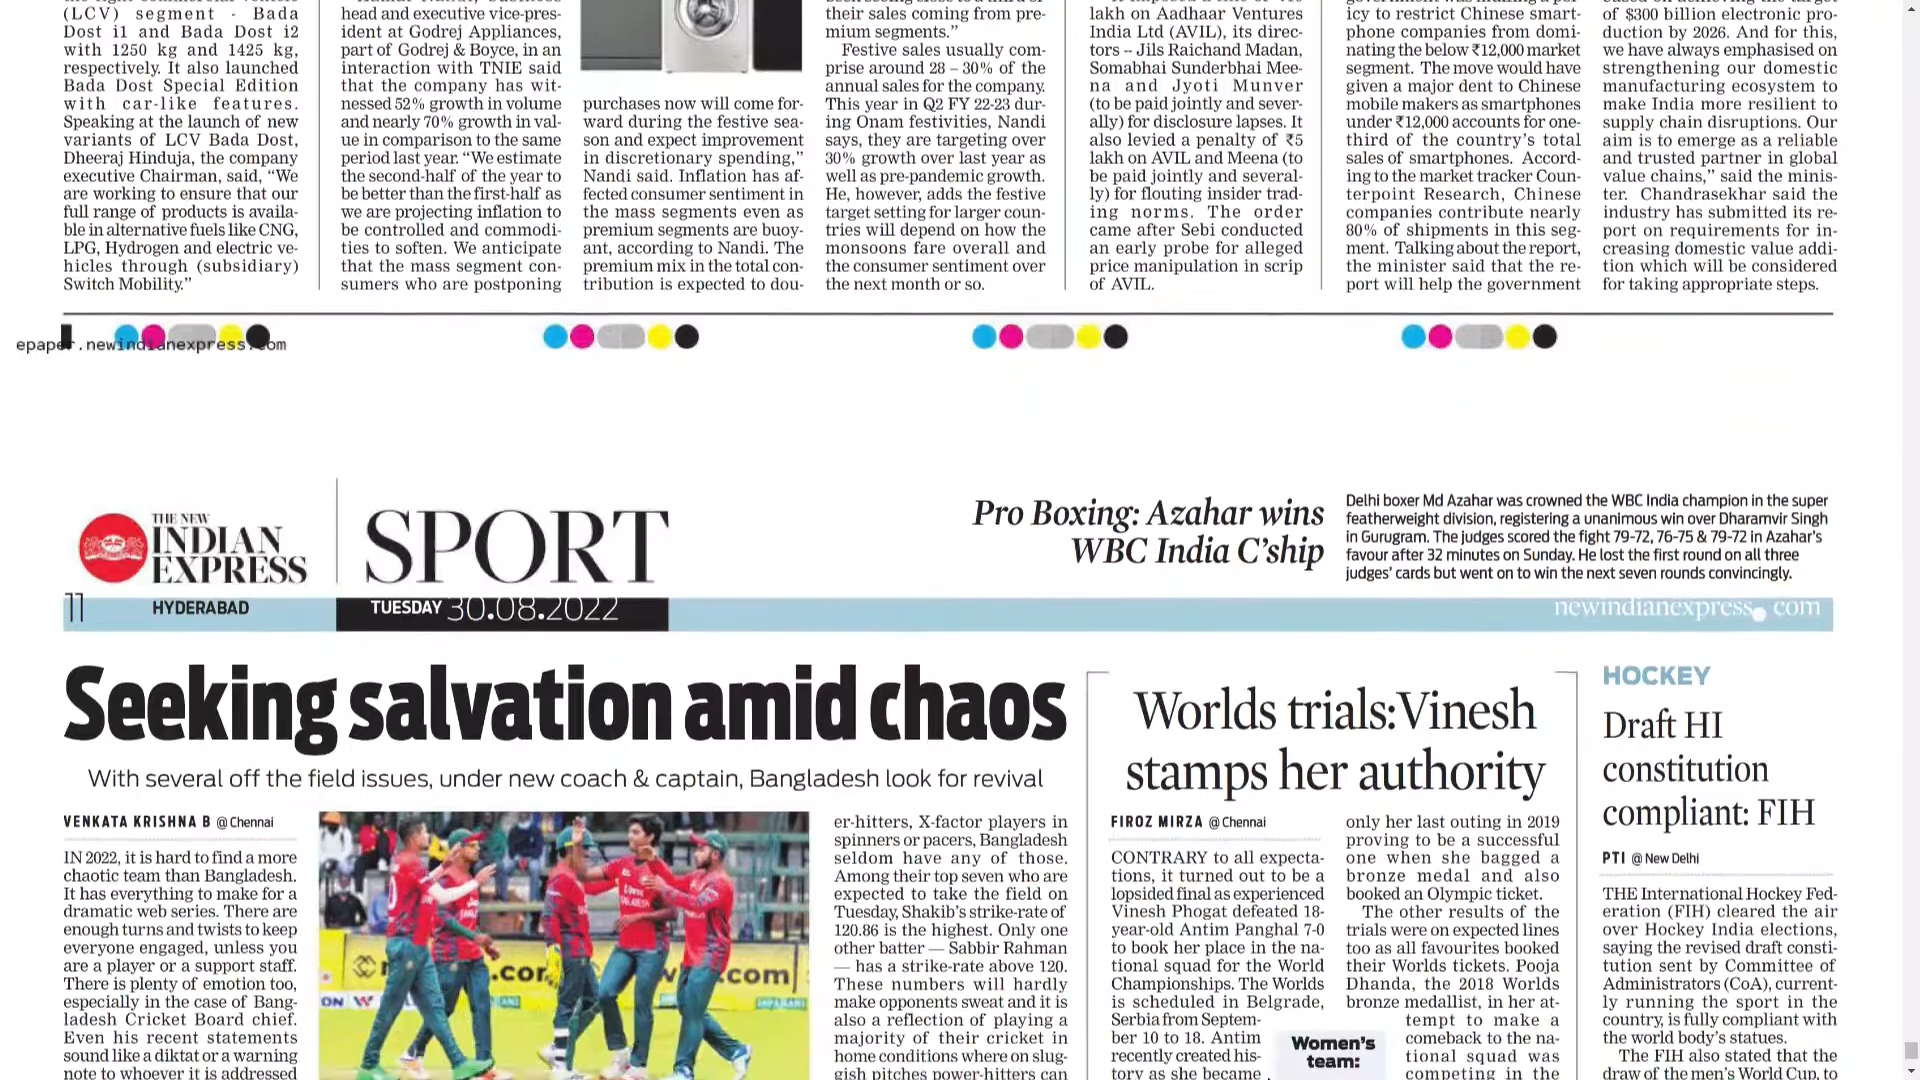 (LCV) segment - Bada
Dost i1 and Bada Dost i2
with 1250 kg and 1425 kg,
respectively. It also launched
Bada Dost Special Edition
with car-like features.
Speaking at the launch of new
variants of LCV Bada Dost,
Dheeraj Hinduja, the company
executive Chairman, said, “We
are working to ensure that our
full range of products is availa-
ble in alternative fuels like CNG,
LPG, Hydrogen and electric ve-
hicles through (subsidiary)
Switch Mobility.”
head and executive vice-pres-
ident at Godrej Appliances,
part of Godrej & Boyce, in an
interaction with TNIE said
that the company has wit-
nessed 52% growth in volume
and nearly 70% growth in val-
ue in comparison to the same
period last year. “We estimate
the second-half of the year to
be better than the first-half as
we are projecting inflation to
be controlled and commodi-
ties to soften. We anticipate
that the mass segment con-
sumers who are postponing
purchases now will come for-
ward during the festive sea-
son and expect improvement
in discretionary spending,”
Nandi said. Inflation has af-
fected consumer sentiment in
the mass segments even as
premium segments are buoy-
ant, according to Nandi. The
premium mix in the total con-
tribution is expected to dou-
their sales coming from pre-
mium segments.”
Festive sales usually com-
prise around 28 – 30% of the
annual sales for the company.
This year in Q2 FY 22-23 dur-
ing Onam festivities, Nandi
says, they are targeting over
30% growth over last year as
well as pre-pandemic growth.
He, however, adds the festive
target setting for larger coun-
tries will depend on how the
monsoons fare overall and
the consumer sentiment over
the next month or so.
lakh on Aadhaar Ventures
India Ltd (AVIL), its direc-
tors -- Jils Raichand Madan,
Somabhai Sunderbhai Mee-
na and Jyoti Munver
(to be paid jointly and sever-
ally) for disclosure lapses. It
also levied a penalty of ₹5
lakh on AVIL and Meena (to
be paid jointly and several-
ly) for flouting insider trad-
ing norms. The order
came after Sebi conducted
an early probe for alleged
price manipulation in scrip
of AVIL.
icy to restrict Chinese smart-
phone companies from domi-
nating the below ₹12,000 market
segment. The move would have
given a major dent to Chinese
mobile makers as smartphones
under ₹12,000 accounts for one-
third of the country’s total
sales of smartphones. Accord-
ing to the market tracker Coun-
terpoint Research, Chinese
companies contribute nearly
80% of shipments in this seg-
ment. Talking about the report,
the minister said that the re-
port will help the government
of $300 billion electronic pro-
duction by 2026. And for this,
we have always emphasised on
strengthening our domestic
manufacturing ecosystem to
make India more resilient to
supply chain disruptions. Our
aim is to emerge as a reliable
and trusted partner in global
value chains,” said the minis-
ter. Chandrasekhar said the
industry has submitted its re-
port on requirements for in-
creasing domestic value addi-
tion which will be considered
for taking appropriate steps.
epaper.newindianexpress.com
THE NEW
INDIAN
EXPRESS
SPORT
Pro Boxing: Azahar wins
WBC India C’ship
Delhi boxer Md Azahar was crowned the WBC India champion in the super
featherweight division, registering a unanimous win over Dharamvir Singh
in Gurugram. The judges scored the fight 79-72, 76-75 & 79-72 in Azahar’s
favour after 32 minutes on Sunday. He lost the first round on all three
judges’ cards but went on to win the next seven rounds convincingly.
11 HYDERABAD TUESDAY 30.08.2022 newindianexpress.com
Seeking salvation amid chaos
With several off the field issues, under new coach & captain, Bangladesh look for revival
VENKATA KRISHNA B @ Chennai
IN 2022, it is hard to find a more
chaotic team than Bangladesh.
It has everything to make for a
dramatic web series. There are
enough turns and twists to keep
everyone engaged, unless you
are a player or a support staff.
There is plenty of emotion too,
especially in the case of Bang-
ladesh Cricket Board chief.
Even his recent statements
sound like a diktat or a warning
note to whoever it is addressed
er-hitters, X-factor players in
spinners or pacers, Bangladesh
seldom have any of those.
Among their top seven who are
expected to take the field on
Tuesday, Shakib’s strike-rate of
120.86 is the highest. Only one
other batter — Sabbir Rahman
— has a strike-rate above 120.
These numbers will hardly
make opponents sweat and it is
also a reflection of playing a
majority of their cricket in
home conditions where on slug-
gish pitches power-hitters can
Worlds trials:Vinesh
stamps her authority
FIROZ MIRZA @ Chennai
CONTRARY to all expecta-
tions, it turned out to be a
lopsided final as experienced
Vinesh Phogat defeated 18-
year-old Antim Panghal 7-0
to book her place in the na-
tional squad for the World
Championships. The Worlds
is scheduled in Belgrade,
Serbia from Septem-
ber 10 to 18. Antim
recently created his-
tory as she became
Women’s
team:
only her last outing in 2019
proving to be a successful
one when she bagged a
bronze medal and also
booked an Olympic ticket.
The other results of the
trials were on expected lines
too as all favourites booked
their Worlds tickets. Pooja
Dhanda, the 2018 Worlds
bronze medallist, in her at-
tempt to make a
comeback to the na-
tional squad was
competing in the
HOCKEY
Draft HI
constitution
compliant: FIH
PTI @ New Delhi
THE International Hockey Fed-
eration (FIH) cleared the air
over Hockey India elections,
saying the revised draft consti-
tution sent by Committee of
Administrators (CoA), current-
ly running the sport in the
country, is fully compliant with
the world body’s statues.
The FIH also stated that the
draw of the men’s World Cup, to